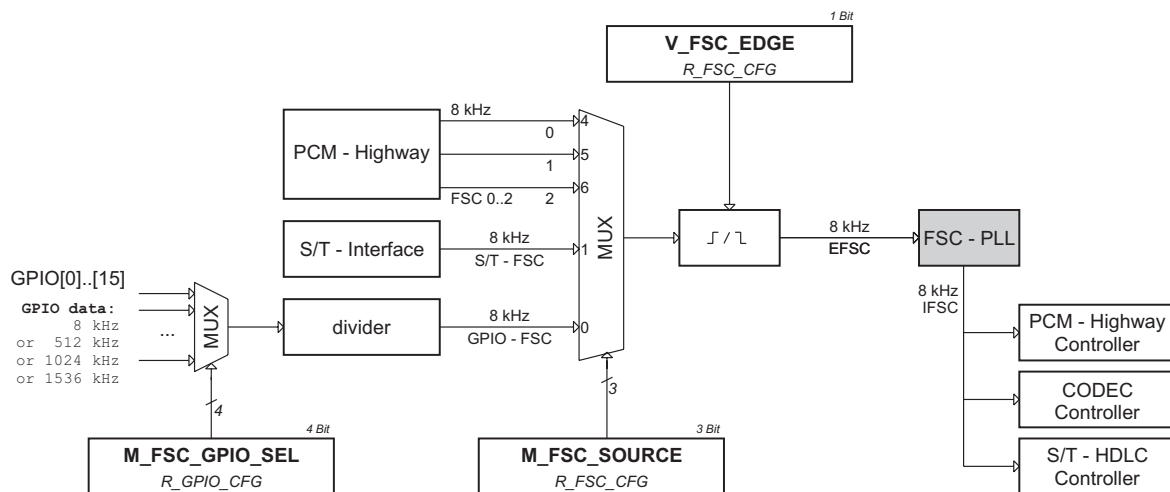 1 Bit
V_FSC_EDGE
R_FSC_CFG
PCM - Highway
8 kHz
0
1
FSC 0..2
2
4
5
6
1
0
MUX
S/T - Interface
8 kHz
S/T - FSC
8 kHz
EFSC
FSC - PLL
GPIO[0]..[15]
GPIO data:
8 kHz
or 512 kHz
or 1024 kHz
or 1536 kHz
...
MUX
divider
8 kHz
GPIO - FSC
8 kHz
IFSC
PCM - Highway
Controller
CODEC
Controller
S/T - HDLC
Controller
4
3
4 Bit
M_FSC_GPIO_SEL
R_GPIO_CFG
3 Bit
M_FSC_SOURCE
R_FSC_CFG
/